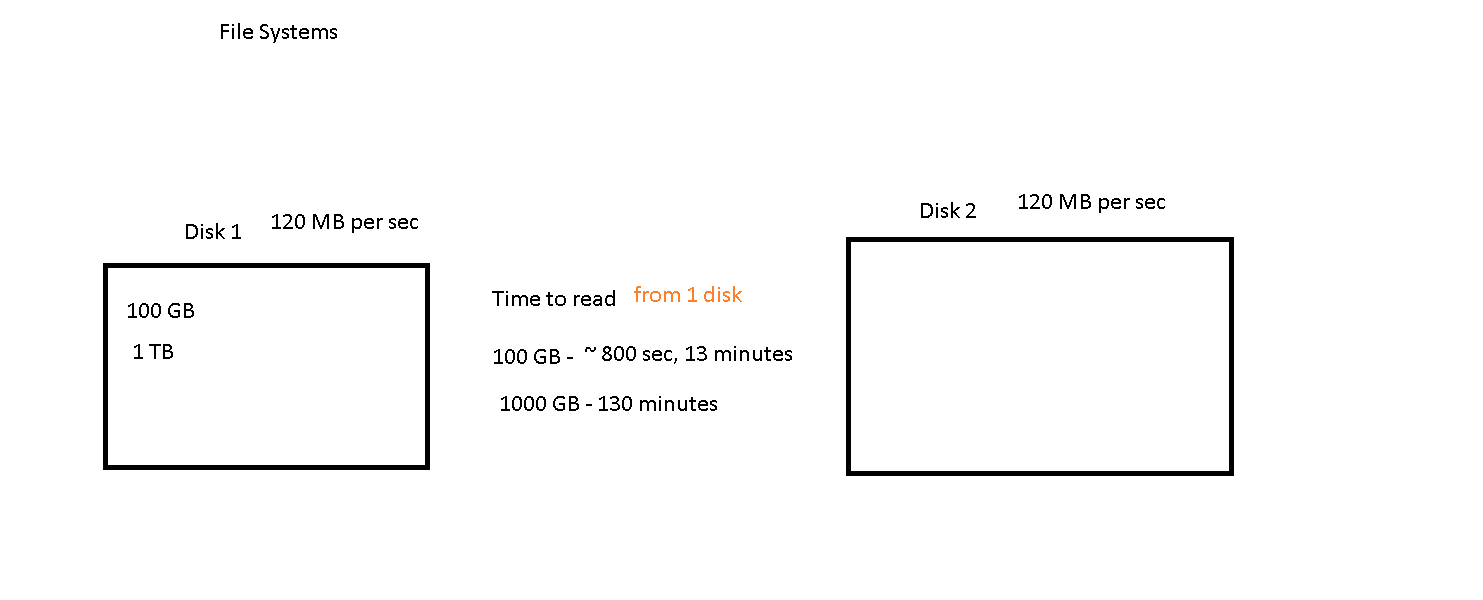 File Systems
Disk 1 120 MB per sec
Disk 2 120 MB per sec
100 GB
1 TB
Time to read from 1 disk
100 GB - ~ 800 sec, 13 minutes
1000 GB - 130 minutes